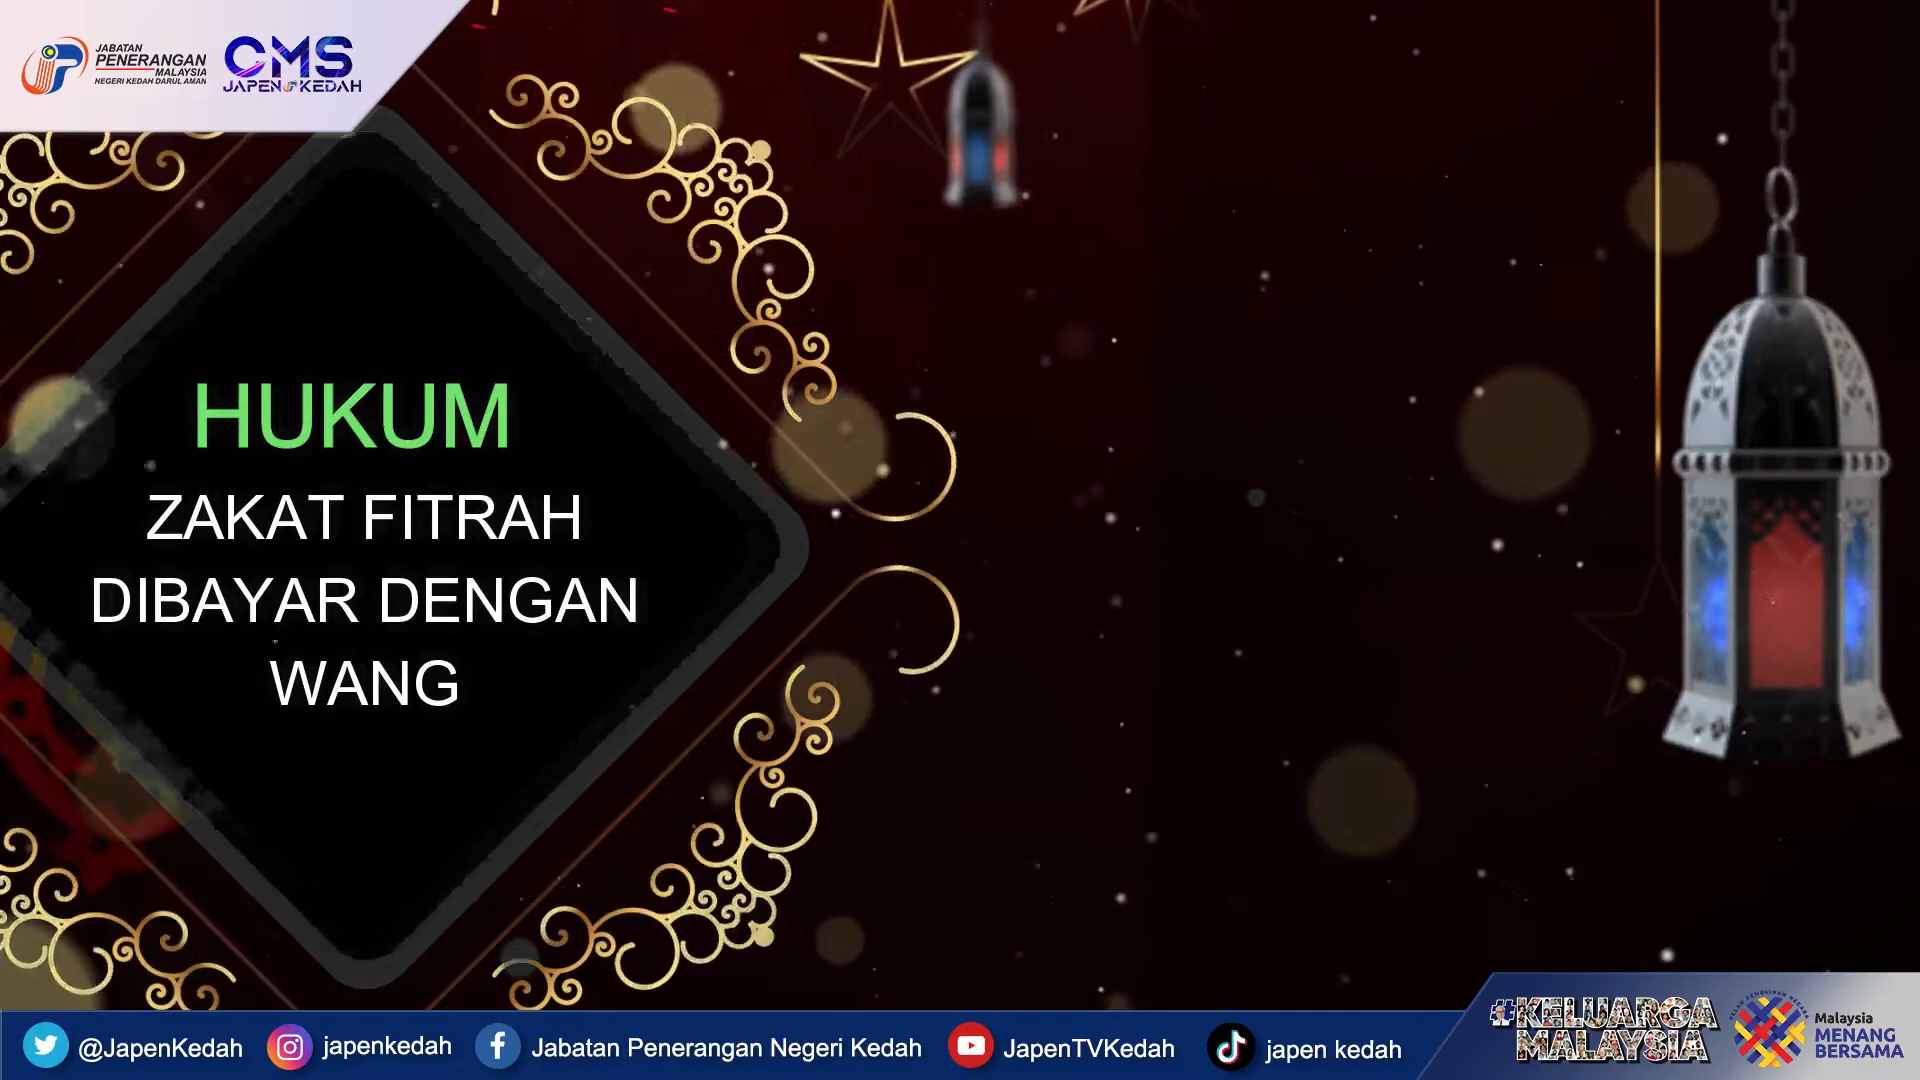 JABATAN
PENERANGAN
MALAYSIA
NEGERI KEDAH DARUL AMAN
CMS
JAPEN KEDAH
HUKUM
ZAKAT FITRAH
DIBAYAR DENGAN
WANG
@JapenKedah
japenkedah
Jabatan Penerangan Negeri Kedah
JapenTVKedah
japen kedah
#KELUARGA
MALAYSIA
Malaysia
MENANG
BERSAMA